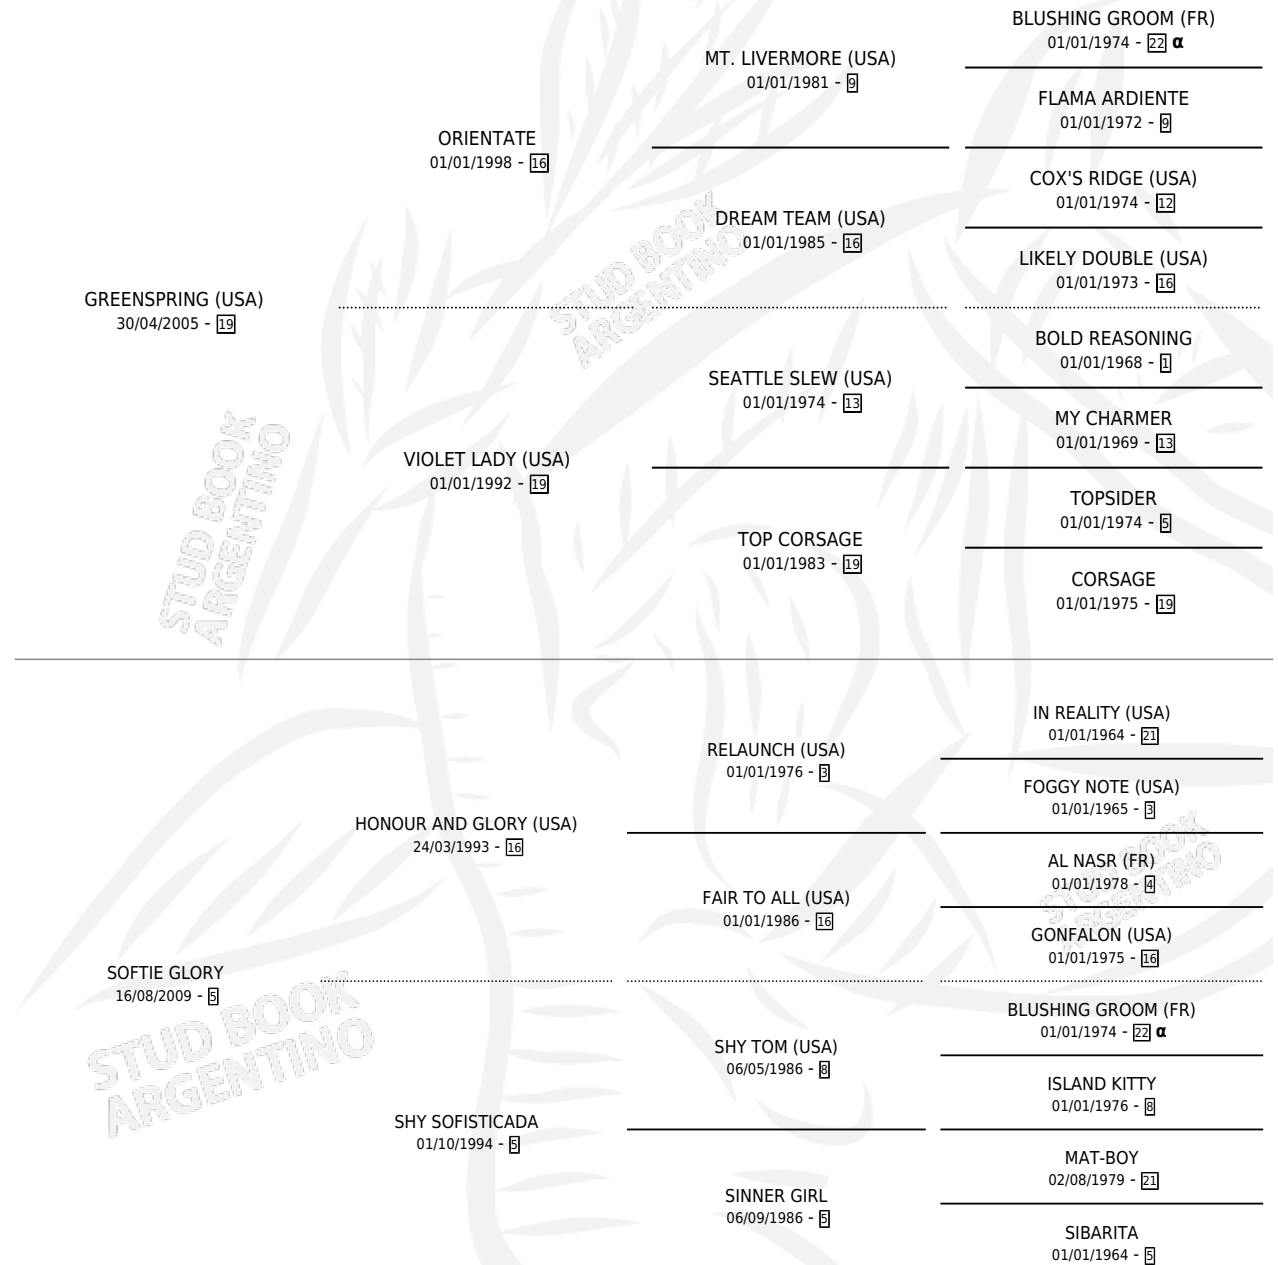 BLUSHING GROOM (FR)
01/01/1974 - 22 α
MT. LIVERMORE (USA)
01/01/1981 - 9
FLAMA ARDIENTE
01/01/1972 - 9
ORIENTATE
01/01/1998 - 16
COX'S RIDGE (USA)
01/01/1974 - 12
DREAM TEAM (USA)
01/01/1985 - 16
LIKELY DOUBLE (USA)
01/01/1973 - 16
GREENSPRING (USA)
30/04/2005 - 19
BOLD REASONING
01/01/1968 - 1
SEATTLE SLEW (USA)
01/01/1974 - 13
MY CHARMER
01/01/1969 - 13
VIOLET LADY (USA)
01/01/1992 - 19
TOPSIDER
01/01/1974 - 5
TOP CORSAGE
01/01/1983 - 19
CORSAGE
01/01/1975 - 19
IN REALITY (USA)
01/01/1964 - 21
RELAUNCH (USA)
01/01/1976 - 3
FOGGY NOTE (USA)
01/01/1965 - 3
HONOUR AND GLORY (USA)
24/03/1993 - 16
AL NASR (FR)
01/01/1978 - 4
FAIR TO ALL (USA)
01/01/1986 - 16
GONFALON (USA)
01/01/1975 - 16
SOFTIE GLORY
16/08/2009 - 5
BLUSHING GROOM (FR)
01/01/1974 - 22 α
SHY TOM (USA)
06/05/1986 - 8
ISLAND KITTY
01/01/1976 - 8
SHY SOFISTICADA
01/10/1994 - 5
MAT-BOY
02/08/1979 - 21
SINNER GIRL
06/09/1986 - 5
SIBARITA
01/01/1964 - 5
STUD BOOK
ARGENTINO
STUD BOOK
ARGENTINO
STUD BOOK
ARGENTINO
STUD BOOK
ARGENTINO